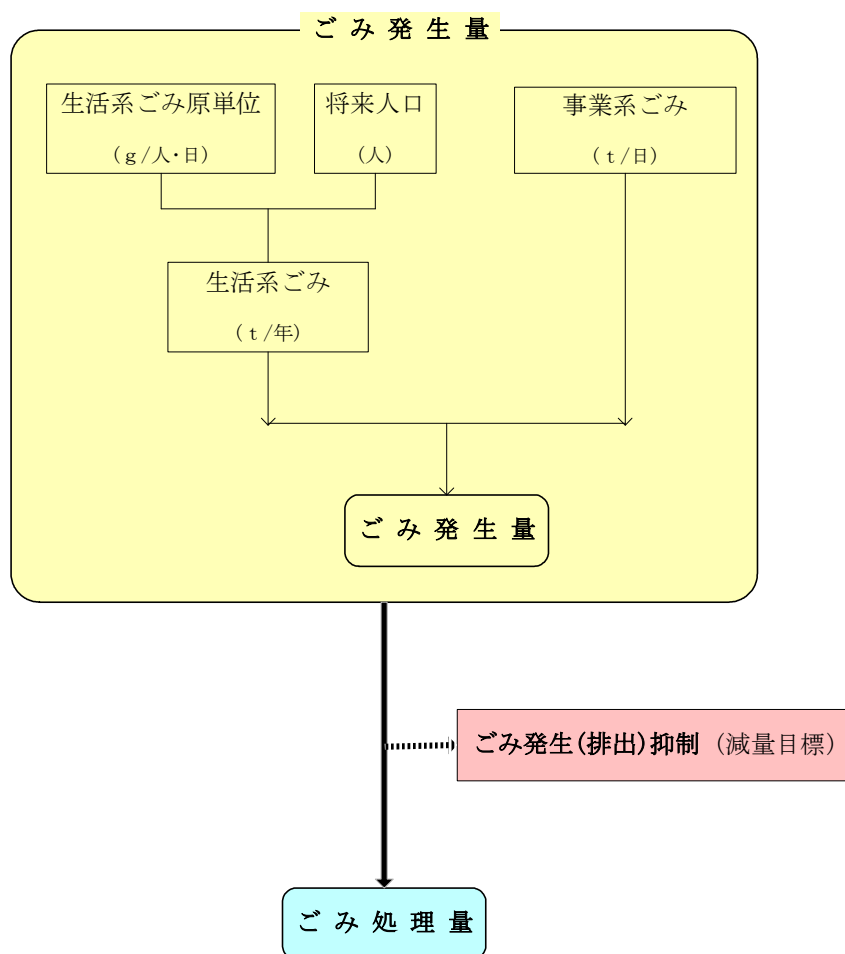 ごみ発生量
生活系ごみ原単位
(g/人・日)
将来人口
(人)
事業系ごみ
(t/日)
生活系ごみ
(t/年)
ごみ発生量
ごみ発生(排出)抑制 (減量目標)
ごみ処理量